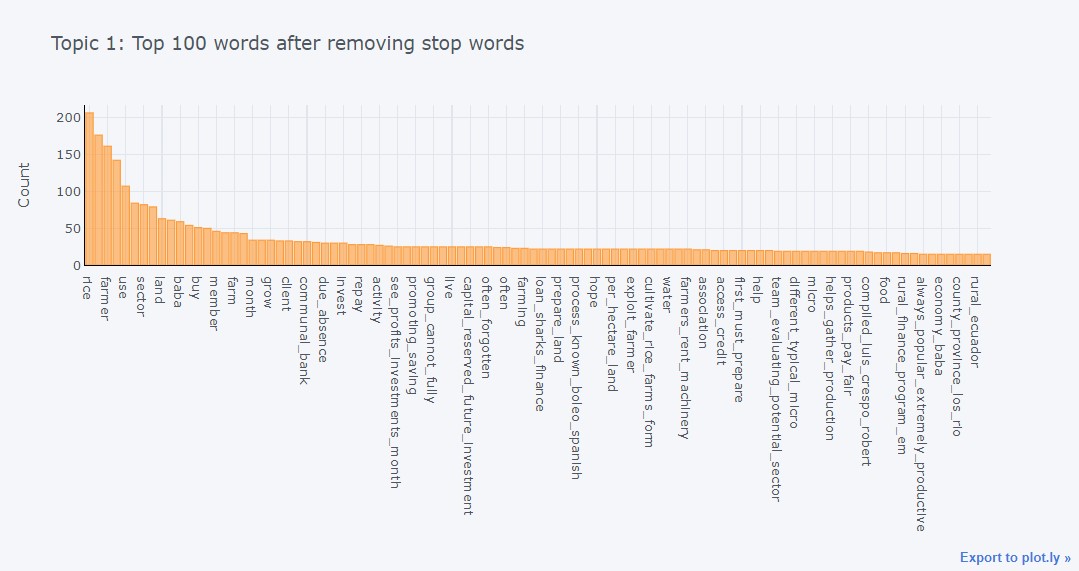 Topic 1: Top 100 words after removing stop words
Count
200
150
100
50
0
rice
farmer
use
sector
land
baba
buy
member
farm
month
grow
client
communal_bank
due_absence
invest
repay
activity
see_profits_investments_month
promoting_saving
group_cannot_fully
live
capital_reserved_future_investment
often_forgotten
often
farming
loan_sharks_finance
prepare_land
process_known_boleo_spanish
hope
per_hectare_land
exploit_farmer
cultivate_rice_farms_form
water
farmers_rent_machinery
association
access_credit
first_must_prepare
help
team_evaluating_potential_sector
different_typical_micro
micro
helps_gather_production
products_pay_fair
compiled_luis_crespo_robert
food
rural_finance_program_em
always_popular_extremely_productive
economy_baba
county_province_los_rio
rural_ecuador
Export to plot.ly »